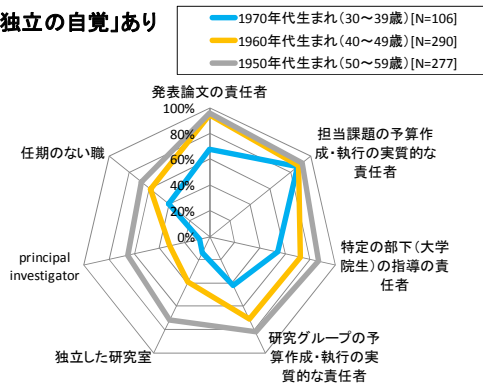 独立の自覚」あり
1970年代生まれ(30～39歳)[N=106]
1960年代生まれ(40～49歳)[N=290]
1950年代生まれ(50～59歳)[N=277]
発表論文の責任者
100%
80%
60%
40%
20%
0%
担当課題の予算作
成・執行の実質的な
責任者
特定の部下(大学
院生)の指導の責
任者
研究グループの予
算作成・執行の実
質的な責任者
独立した研究室
principal
investigator
任期のない職